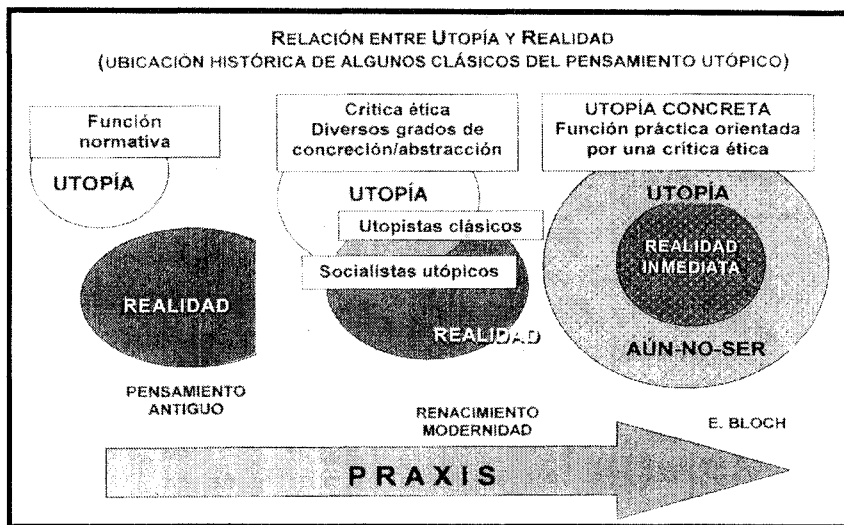 RELACIÓN ENTRE UTOPÍA Y REALIDAD
(UBICACIÓN HISTÓRICA DE ALGUNOS CLÁSICOS DEL PENSAMIENTO UTÓPICO)
Función
normativa
UTOPÍA
REALIDAD
PENSAMIENTO
ANTIGUO
Crítica ética
Diversos grados de
concreción/abstracción
UTOPÍA
Utopistas clásicos
Socialistas utópicos
REALIDAD
RENACIMIENTO
MODERNIDAD
UTOPÍA CONCRETA
Función práctica orientada
por una crítica ética
UTOPÍA
REALIDAD
INMEDIATA
AÚN-NO-SER
E. BLOCH
PRAXIS